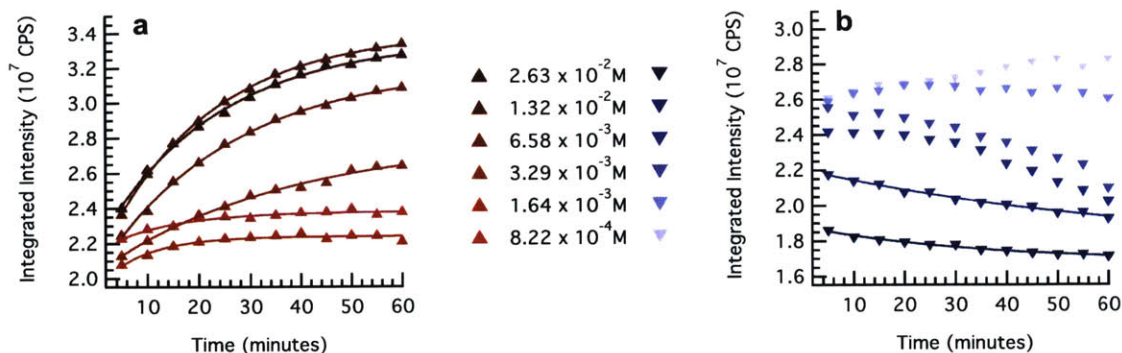 a
Integrated Intensity (10⁷ CPS)
3.4
3.2
3.0
2.8
2.6
2.4
2.2
2.0
10 20 30 40 50 60
Time (minutes)
2.63 x 10⁻² M
1.32 x 10⁻² M
6.58 x 10⁻³ M
3.29 x 10⁻³ M
1.64 x 10⁻³ M
8.22 x 10⁻⁴ M
b
Integrated Intensity (10⁷ CPS)
3.0
2.8
2.6
2.4
2.2
2.0
1.8
1.6
10 20 30 40 50 60
Time (minutes)